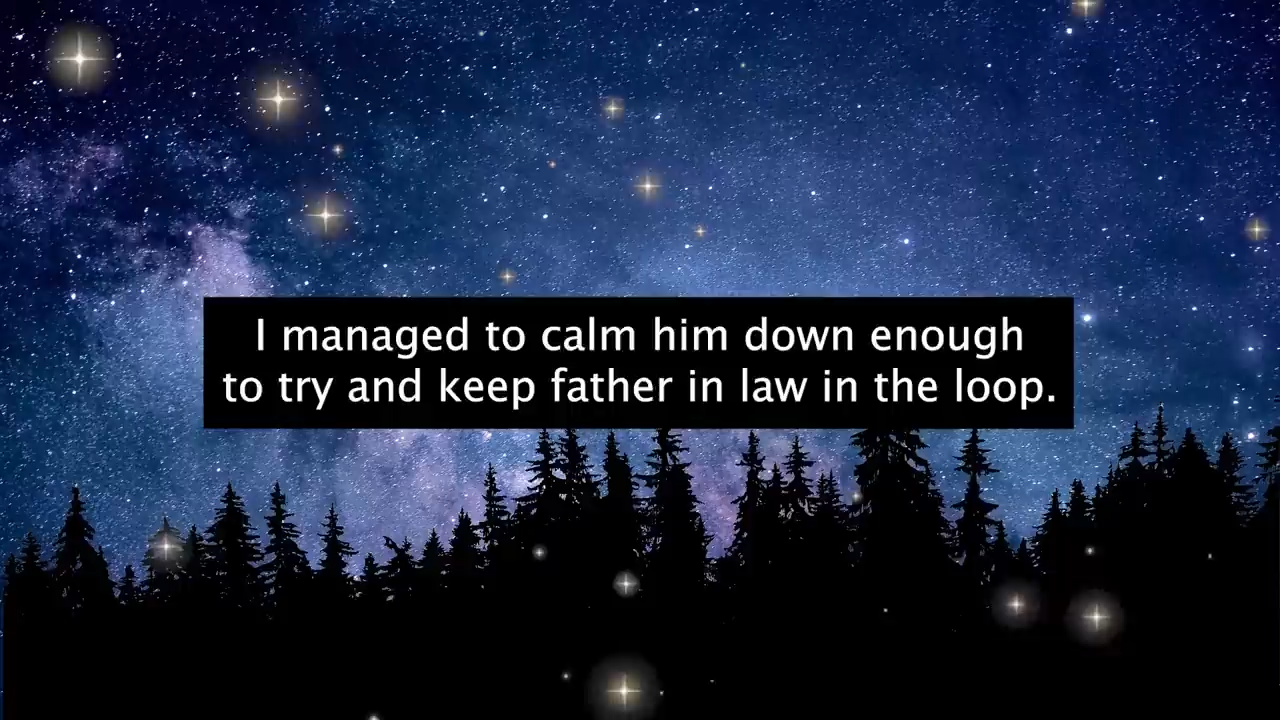 I managed to calm him down enough
to try and keep father in law in the loop.